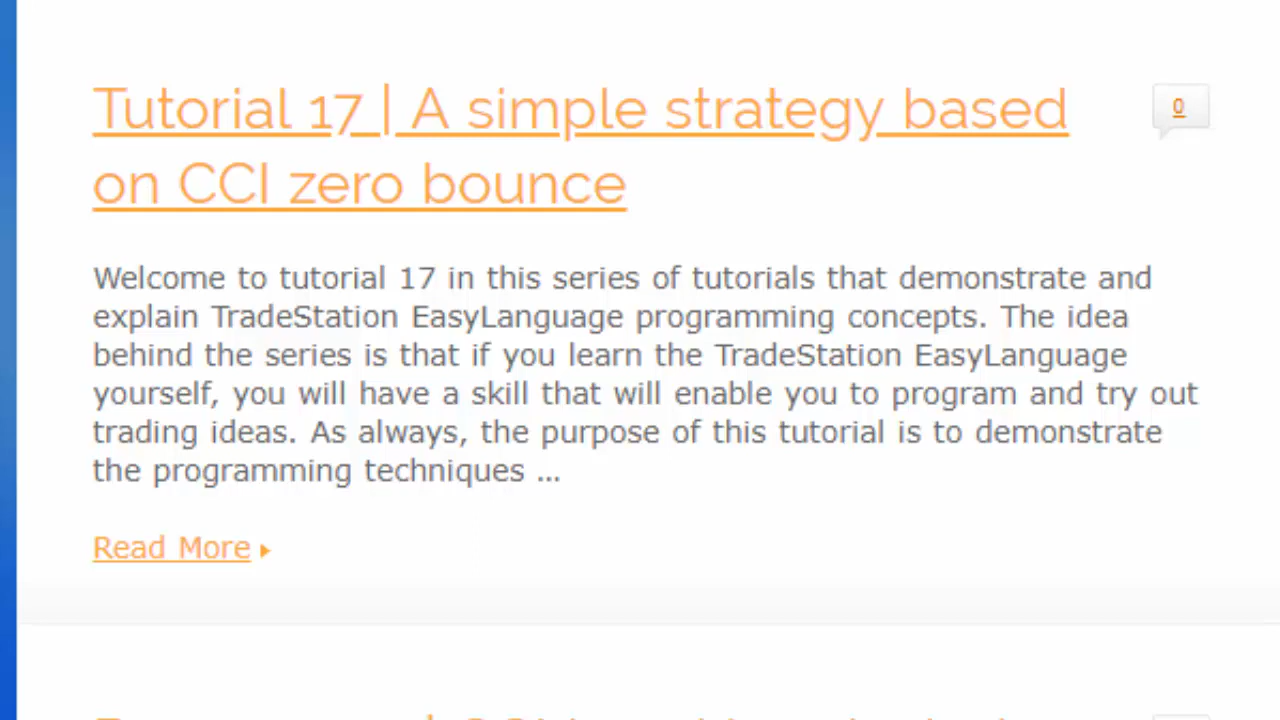 Tutorial 17 | A simple strategy based
0
on CCI zero bounce
Welcome to tutorial 17 in this series of tutorials that demonstrate and
explain TradeStation EasyLanguage programming concepts. The idea
behind the series is that if you learn the TradeStation EasyLanguage
yourself, you will have a skill that will enable you to program and try out
trading ideas. As always, the purpose of this tutorial is to demonstrate
the programming techniques ...
Read More